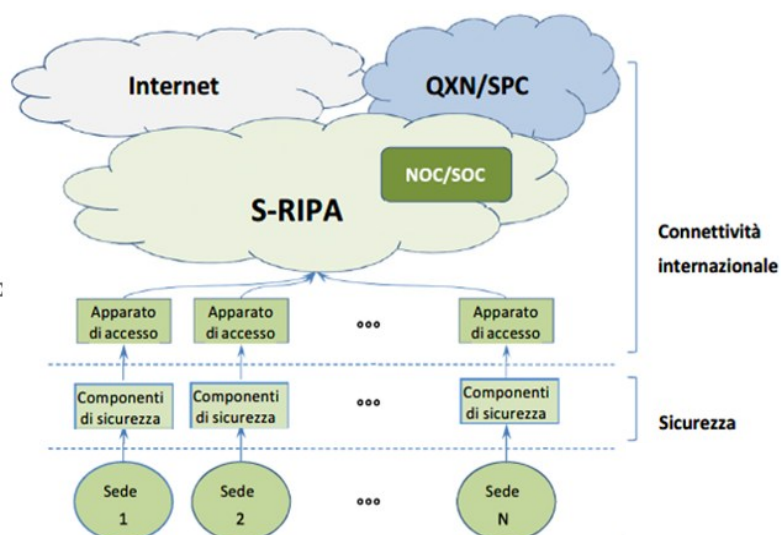 Internet
QXN/SPC
NOC/SOC
S-RIPA
Connettività
internazionale
Apparato
di accesso
Apparato
di accesso
Apparato
di accesso
Componenti
di sicurezza
Componenti
di sicurezza
Componenti
di sicurezza
Sicurezza
Sede
1
Sede
2
Sede
N